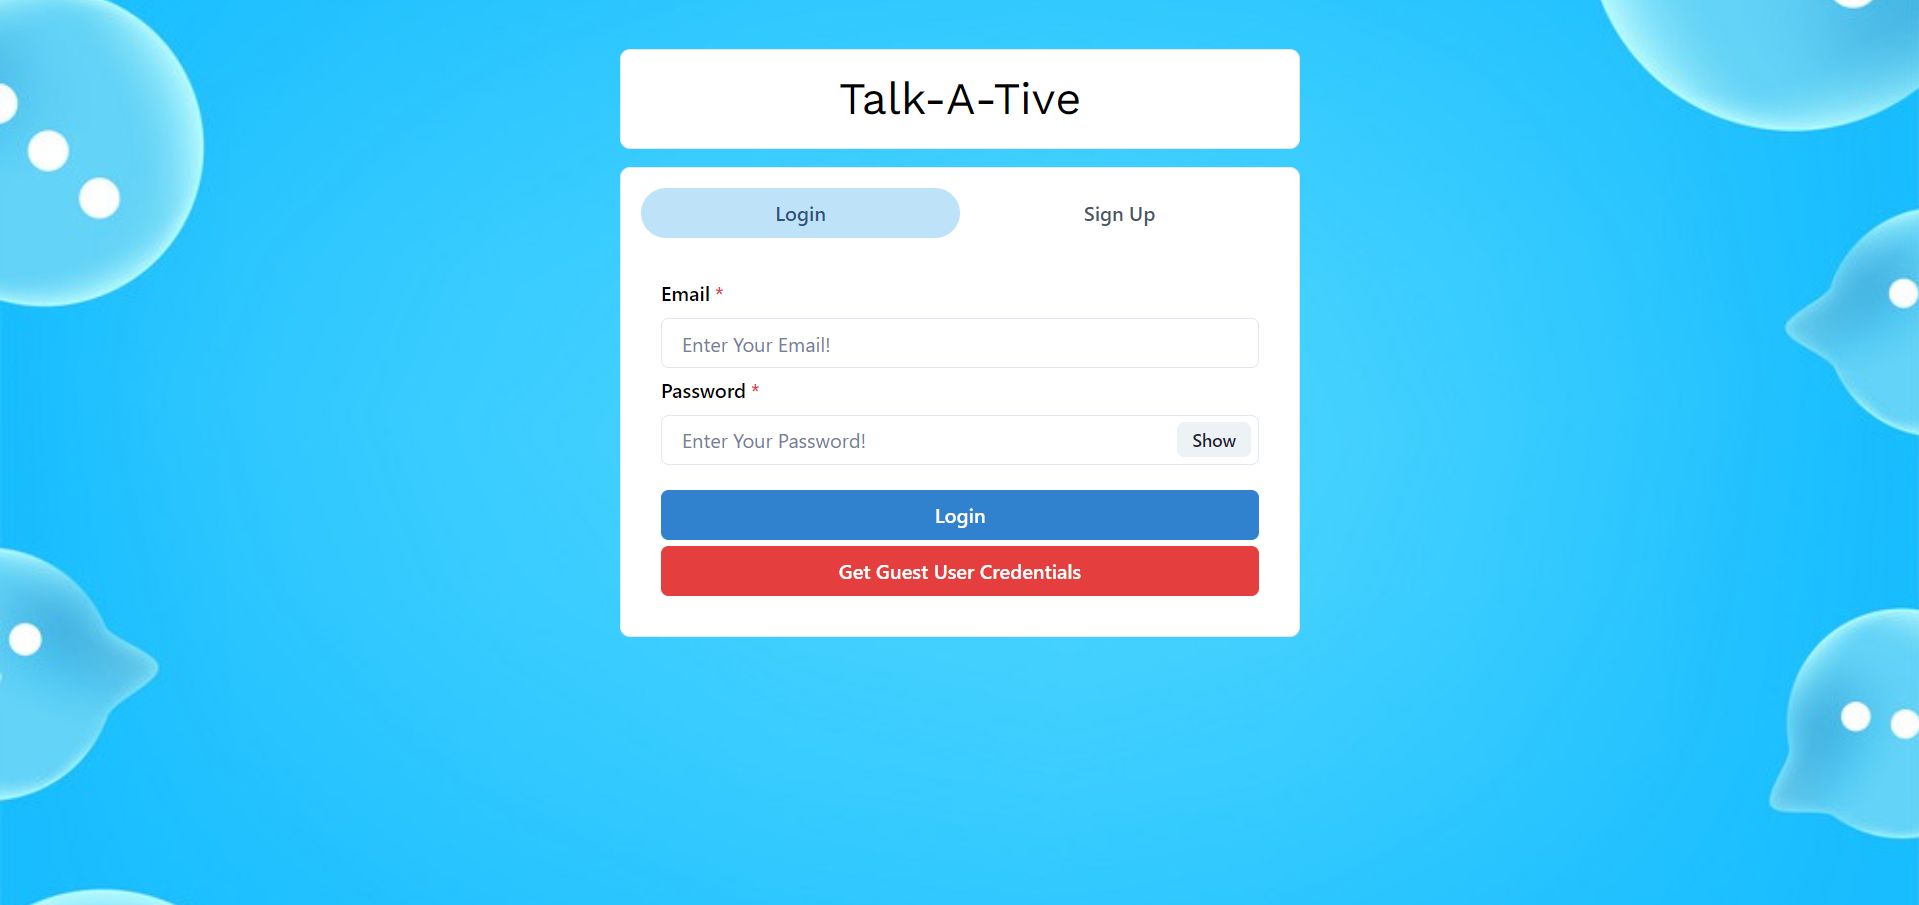 Talk-A-Tive
Login
Sign Up
Email *
Enter Your Email!
Password *
Enter Your Password!
Show
Login
Get Guest User Credentials